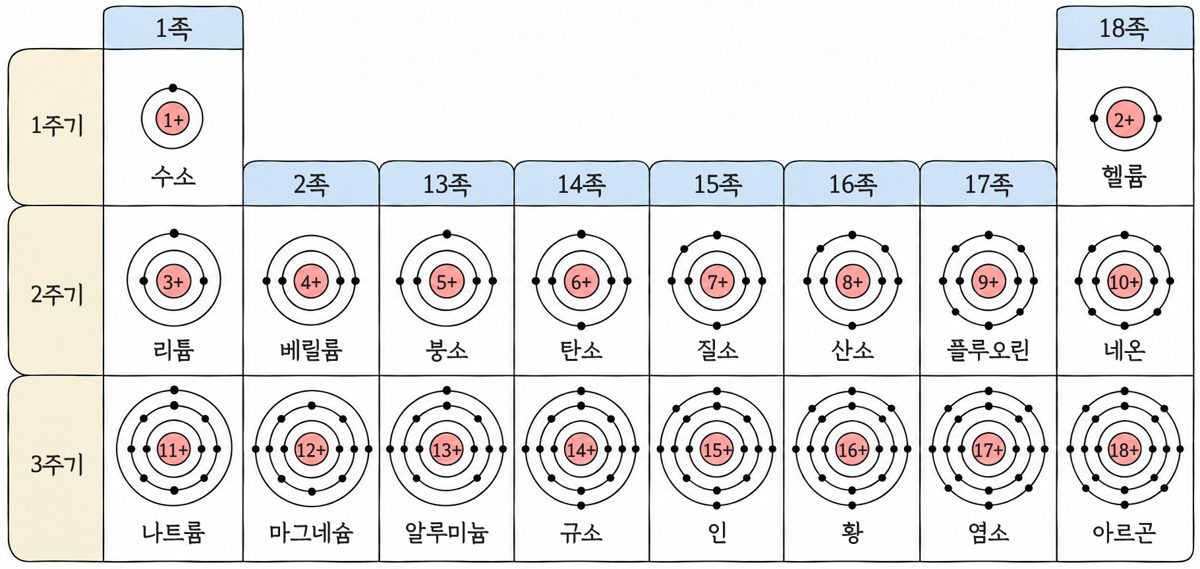 1족
18족
1주기
1+
수소
2+
헬륨
2족
13족
14족
15족
16족
17족
2주기
3+
리튬
4+
베릴륨
5+
붕소
6+
탄소
7+
질소
8+
산소
9+
플루오린
10+
네온
3주기
11+
나트륨
12+
마그네슘
13+
알루미늄
14+
규소
15+
인
16+
황
17+
염소
18+
아르곤